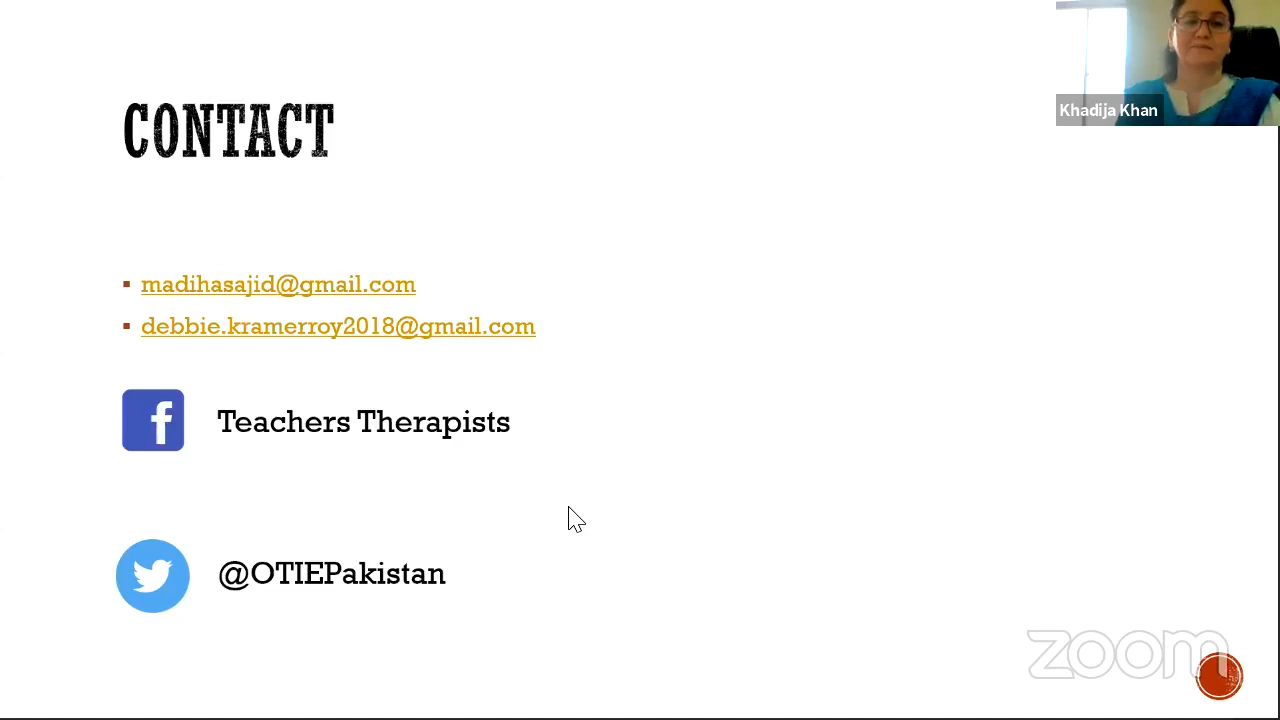 CONTACT
Khadija Khan
madihasajid@gmail.com
debbie.kramerroy2018@gmail.com
Teachers Therapists
@OTIEPakistan
zoom